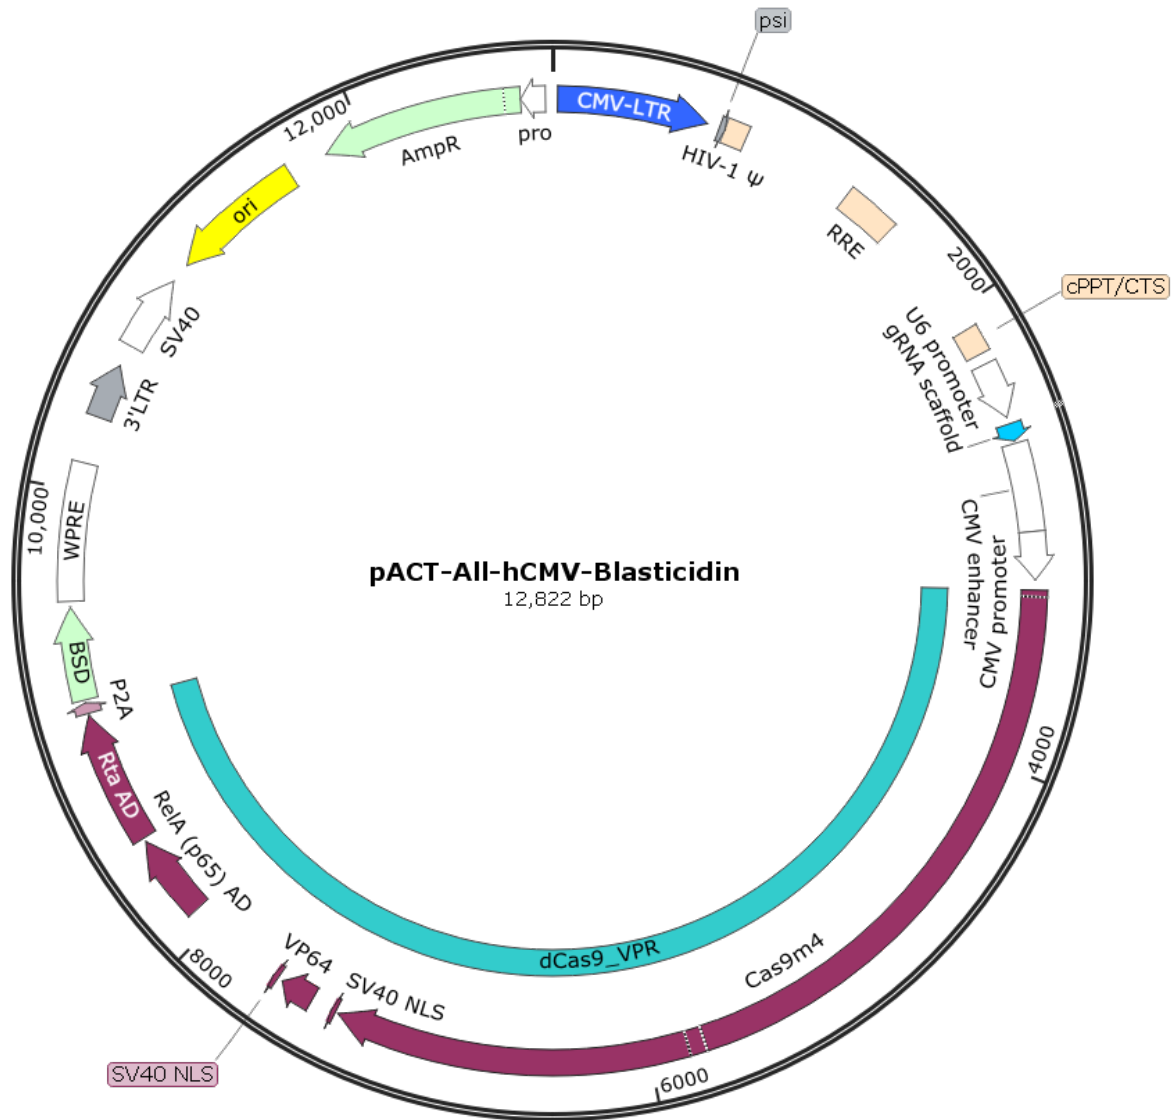 psi
CMV-LTR
HIV-1 Ψ
RRE
2000
cPPT/CTS
U6 promoter
gRNA scaffold
CMV enhancer
CMV promoter
4000
Cas9m4
dCas9_VPR
6000
SV40 NLS
VP64
SV40 NLS
8000
RelA (p65) AD
Rta AD
P2A
BSD
WPRE
10,000
3'LTR
SV40
ori
12,000
AmpR
pro
pACT-All-hCMV-Blasticidin
12,822 bp